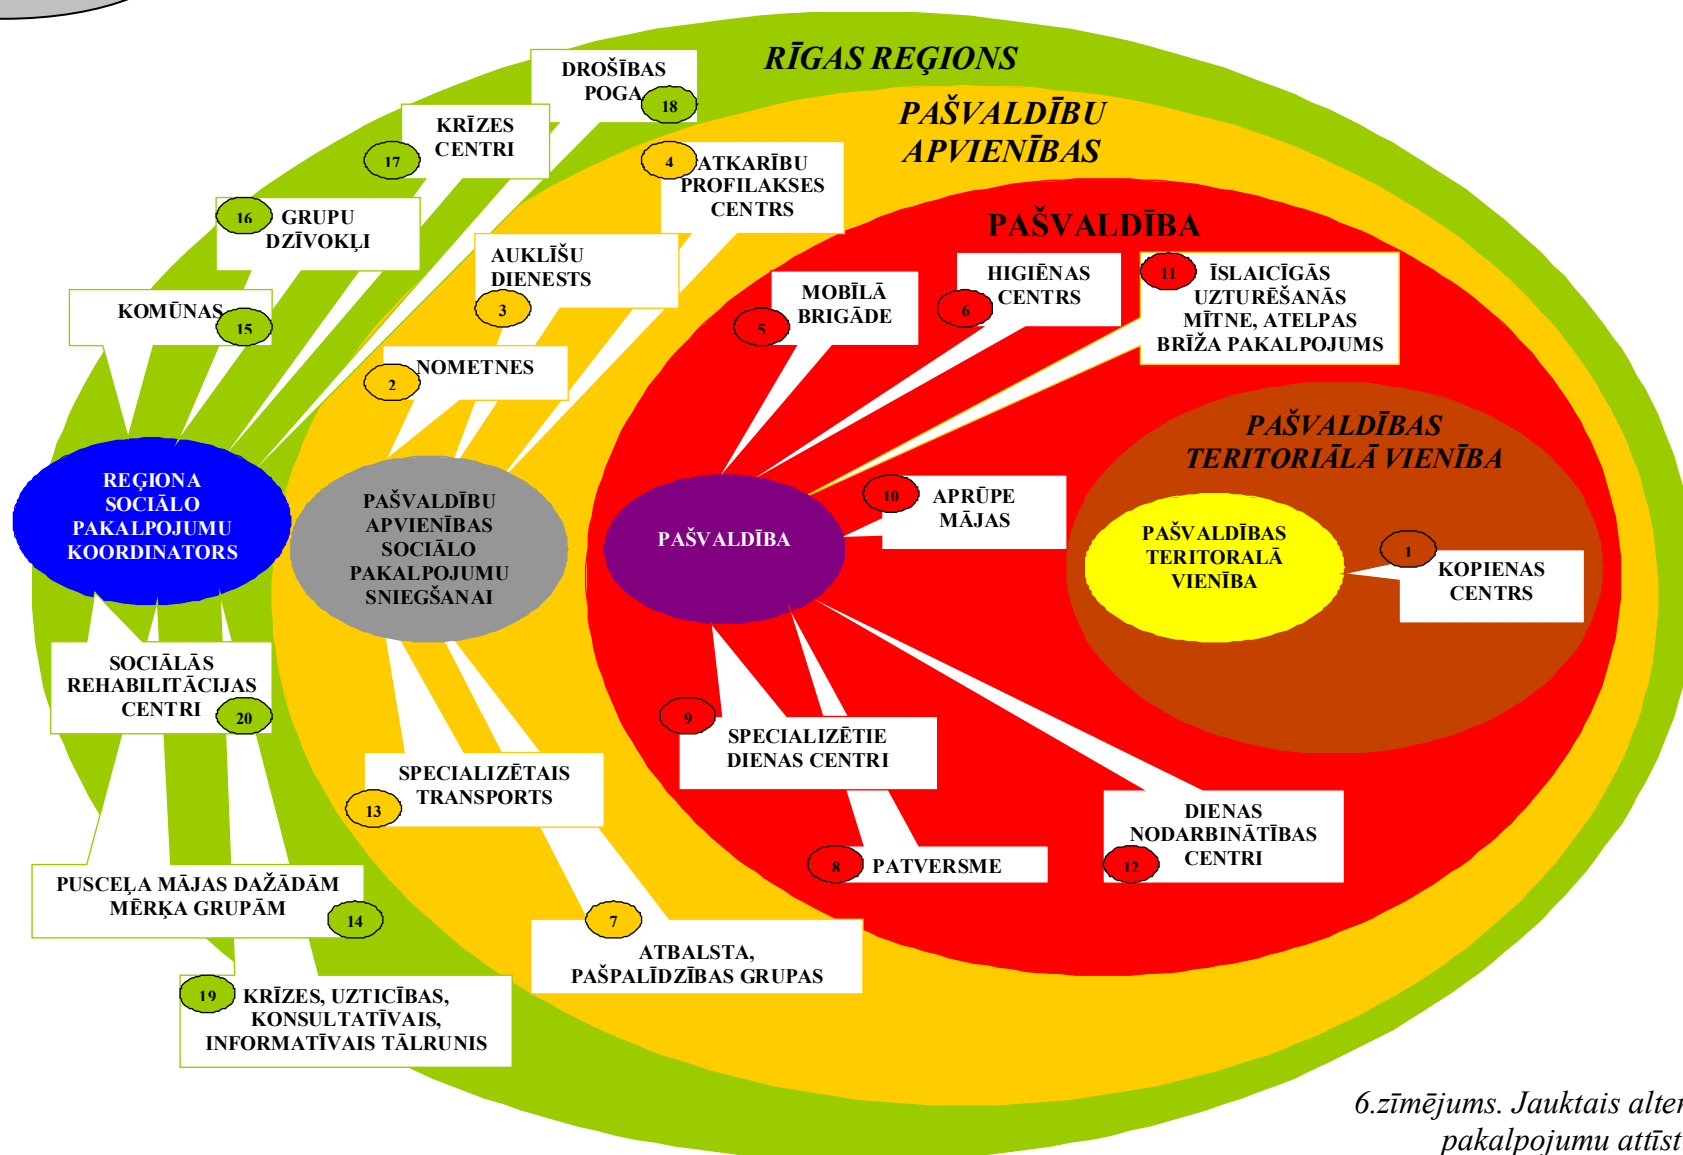 RĪGAS REĢIONS
PAŠVALDĪBU
APVIENĪBAS
PAŠVALDĪBA
PAŠVALDĪBAS
TERITORIĀLĀ VIENĪBA
DROŠĪBAS
POGA
18
KRĪZES
CENTRI
17
16
GRUPU
DZĪVOKĻI
KOMŪNAS
15
4
ATKARĪBU
PROFILAKSES
CENTRS
AUKLĪŠU
DIENESTS
3
NOMETNES
2
MOBĪLĀ
BRIGĀDE
5
HIGIĒNAS
CENTRS
6
11
ĪSLAICĪGĀS
UZTURĒŠANĀS
MĪTNE, ATELPAS
BRĪŽA PAKALPOJUMS
REĢIONA
SOCIĀLO
PAKALPOJUMU
KOORDINATORS
PAŠVALDĪBU
APVIENĪBAS
SOCIĀLO
PAKALPOJUMU
SNIEGŠANAI
PAŠVALDĪBA
10
APRŪPE
MĀJAS
PAŠVALDĪBAS
TERITORALĀ
VIENĪBA
1
KOPIENAS
CENTRS
SOCIĀLĀS
REHABILITĀCIJAS
CENTRI
20
SPECIALIZĒTAIS
TRANSPORTS
13
9
SPECIALIZĒTIE
DIENAS CENTRI
8
PATVERSME
DIENAS
NODARBINĀTĪBAS
CENTRI
12
PUSCEĻA MĀJAS DAŽĀDĀM
MĒRĶA GRUPĀM
14
7
ATBALSTA,
PAŠPALĪDZĪBAS GRUPAS
19
KRĪZES, UZTICĪBAS,
KONSULTATĪVAIS,
INFORMATĪVAIS TĀLRUNIS
6.zīmējums. Jauktais alter
pakalpojumu attīst